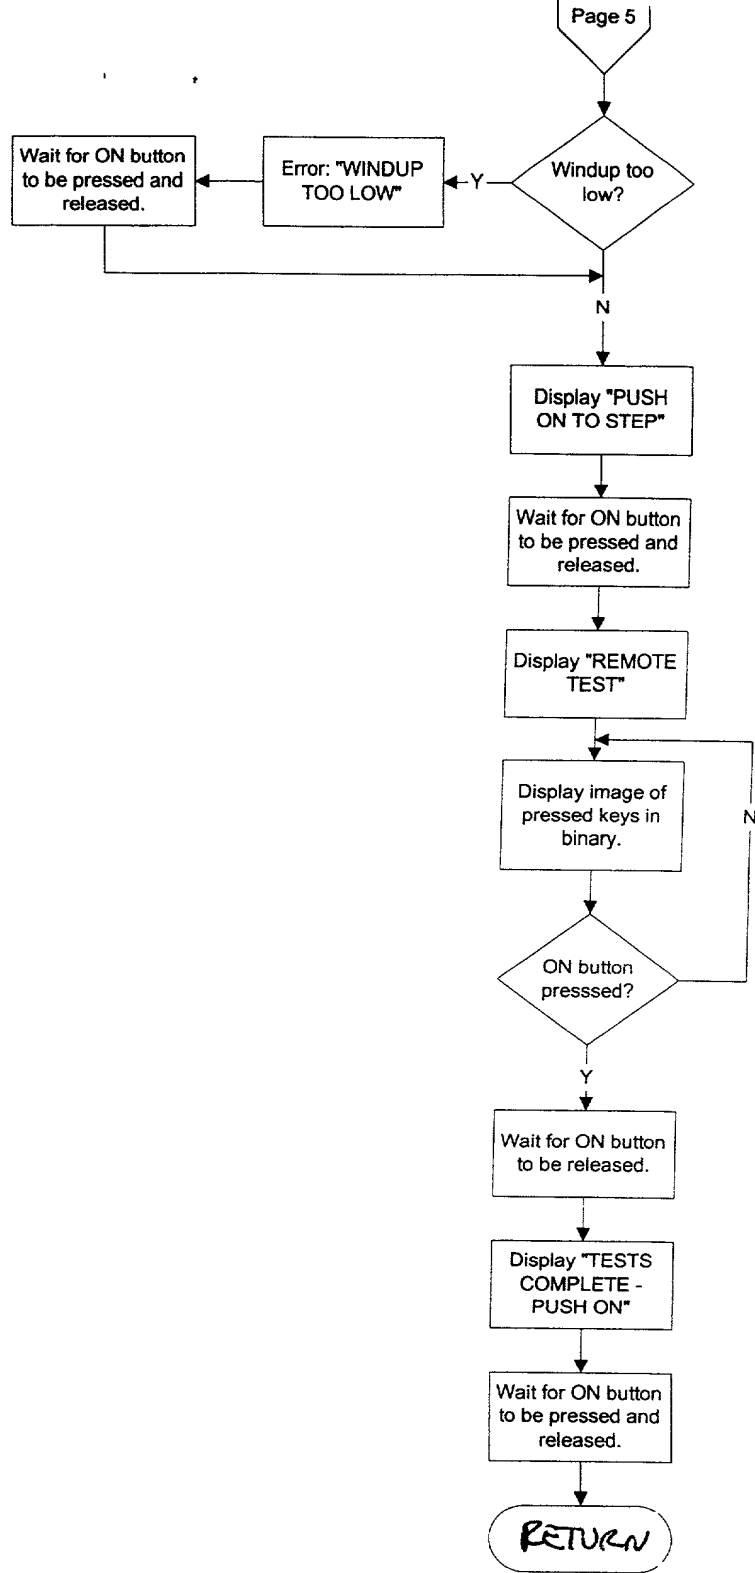 Page 5
Windup too
low?
Y
Error: "WINDUP
TOO LOW"
Wait for ON button
to be pressed and
released.
N
Display "PUSH
ON TO STEP"
Wait for ON button
to be pressed and
released.
Display "REMOTE
TEST"
Display image of
pressed keys in
binary.
N
ON button
presssed?
Y
Wait for ON button
to be released.
Display "TESTS
COMPLETE -
PUSH ON"
Wait for ON button
to be pressed and
released.
RETURN